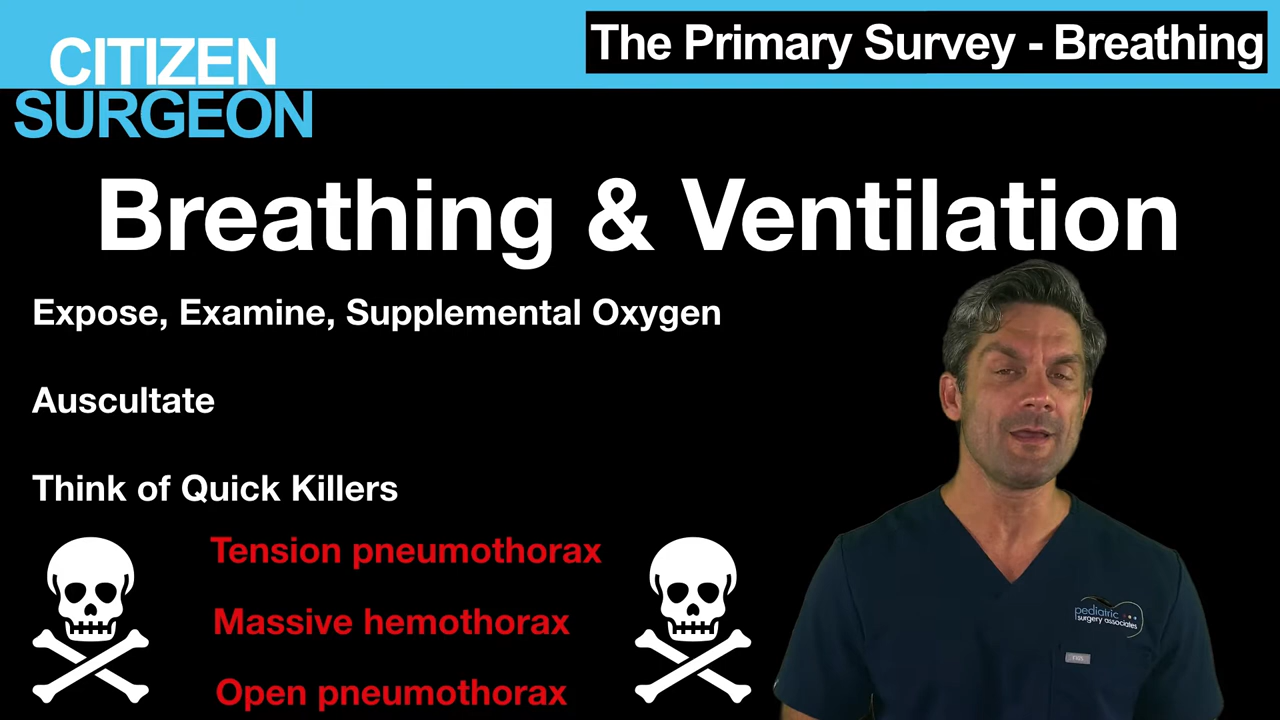 The Primary Survey - Breathing
CITIZEN
SURGEON
Breathing & Ventilation
Expose, Examine, Supplemental Oxygen
Auscultate
Think of Quick Killers
Tension pneumothorax
Massive hemothorax
Open pneumothorax
pediatric
surgery associates